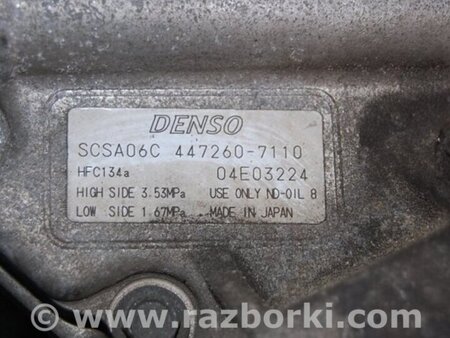 DENSO
SCSA06C 447260-7110
HFC134a 04E03224
HIGH SIDE 3.53MPa USE ONLY ND-OIL 8
LOW SIDE 1.67MPa MADE IN JAPAN
www.razborki.com